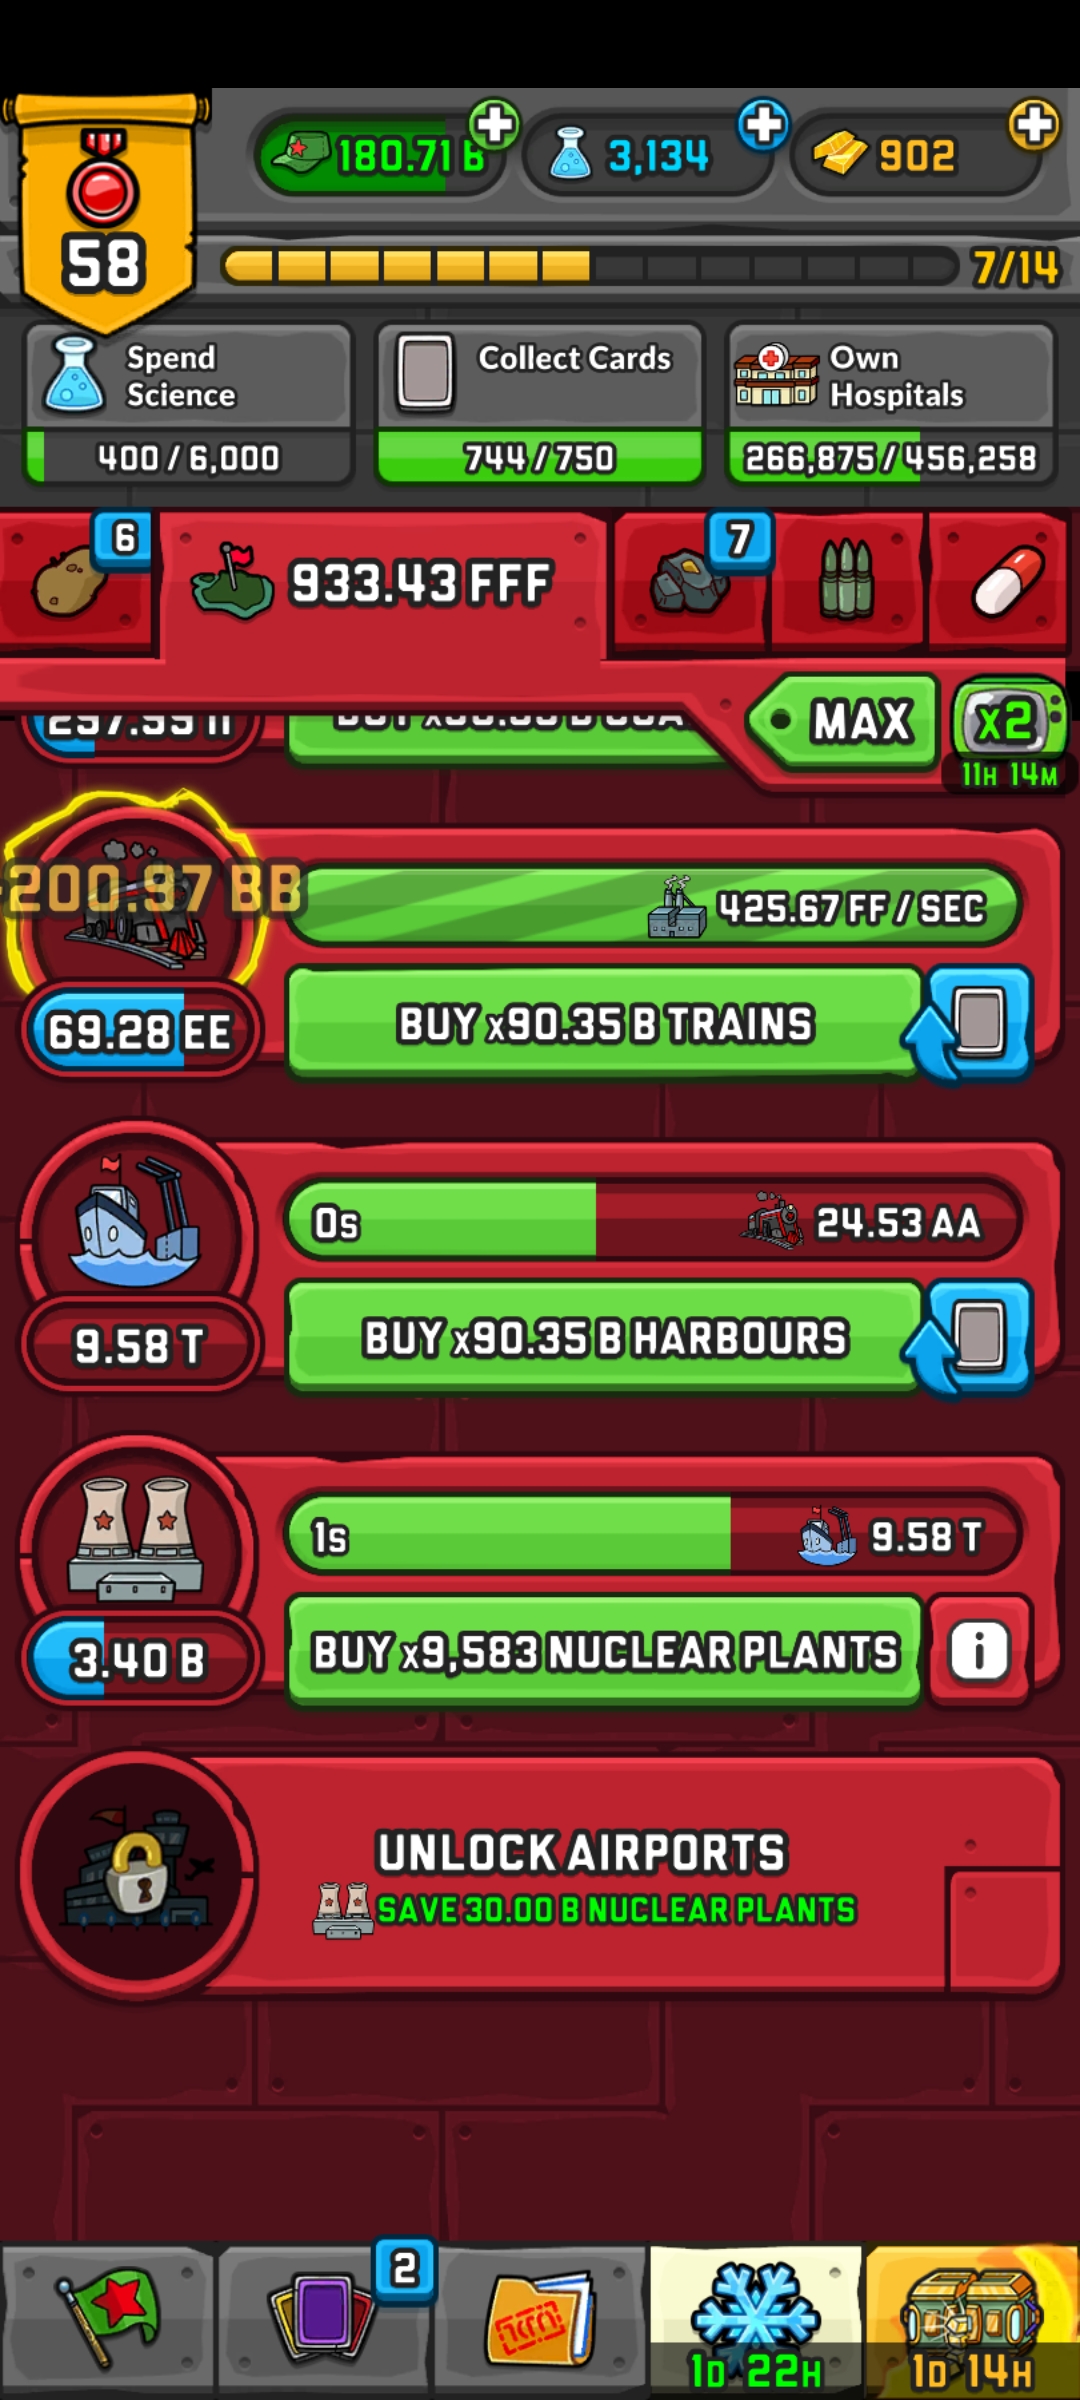 180.71 B
3,134
902
58
7/14
Spend
Science
400 / 6,000
Collect Cards
744 / 750
Own
Hospitals
266,875 / 456,258
6
933.43 FFF
7
MAX
x2
11H 14M
-200.97 BB
425.67 FF / SEC
69.28 EE
BUY x90.35 B TRAINS
0s
24.53 AA
9.58 T
BUY x90.35 B HARBOURS
1s
9.58 T
3.40 B
BUY x9,583 NUCLEAR PLANTS
i
UNLOCK AIRPORTS
SAVE 30.00 B NUCLEAR PLANTS
2
1D 22H
1D 14H